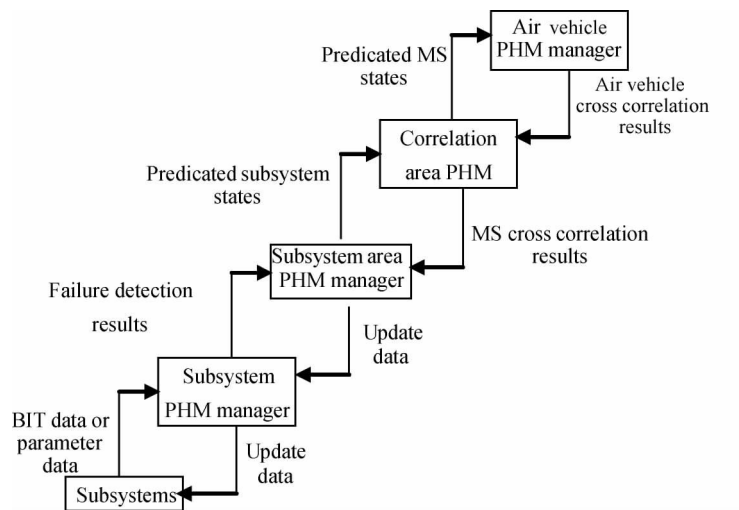 Air vehicle
PHM manager
Predicated MS
states
Air vehicle
cross correlation
results
Correlation
area PHM
Predicated subsystem
states
MS cross correlation
results
Subsystem area
PHM manager
Failure detection
results
Update
data
Subsystem
PHM manager
BIT data or
parameter
data
Update
data
Subsystems